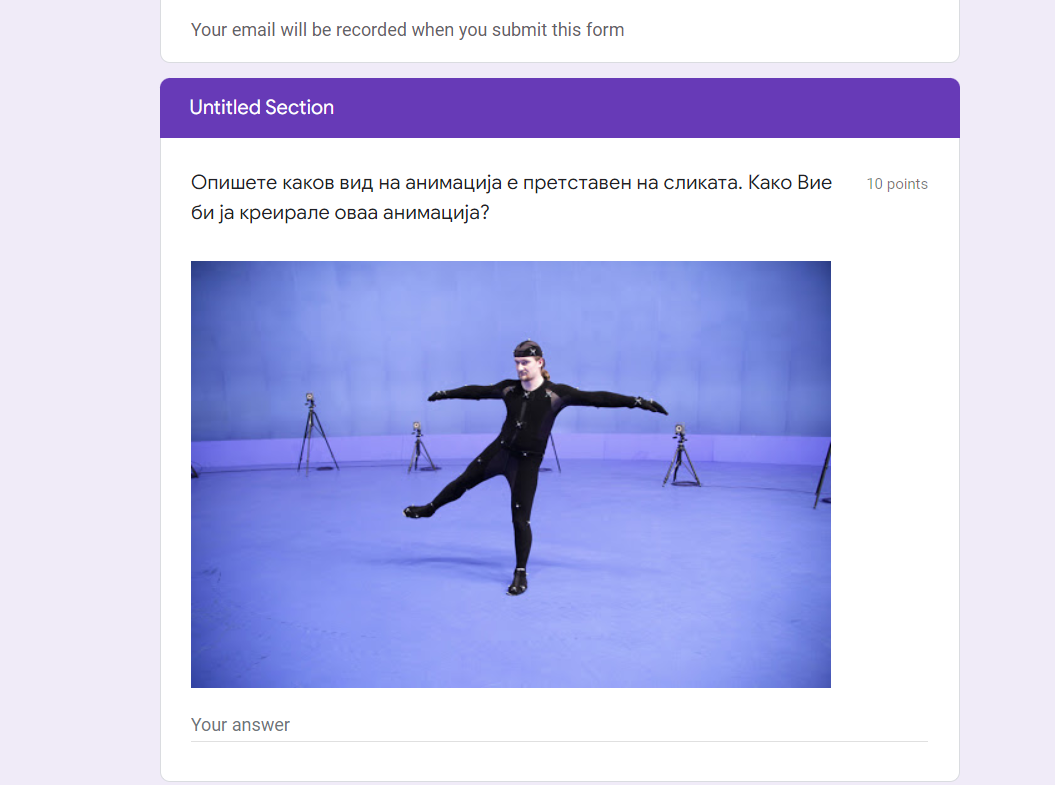 Your email will be recorded when you submit this form
Untitled Section
Опишете каков вид на анимација е претставен на сликата. Како Вие
би ја креирале оваа анимација?
10 points
Your answer